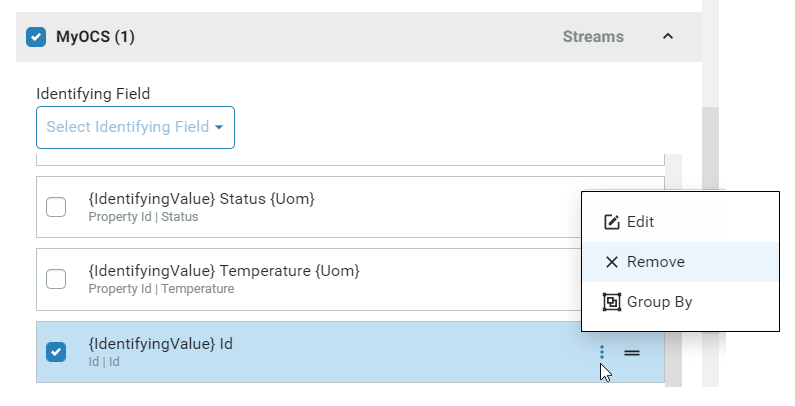 MyOCS (1) Streams
Identifying Field
Select Identifying Field
{IdentifyingValue} Status {Uom}
Property Id | Status
{IdentifyingValue} Temperature {Uom}
Property Id | Temperature
{IdentifyingValue} Id
Id | Id
Edit
Remove
Group By